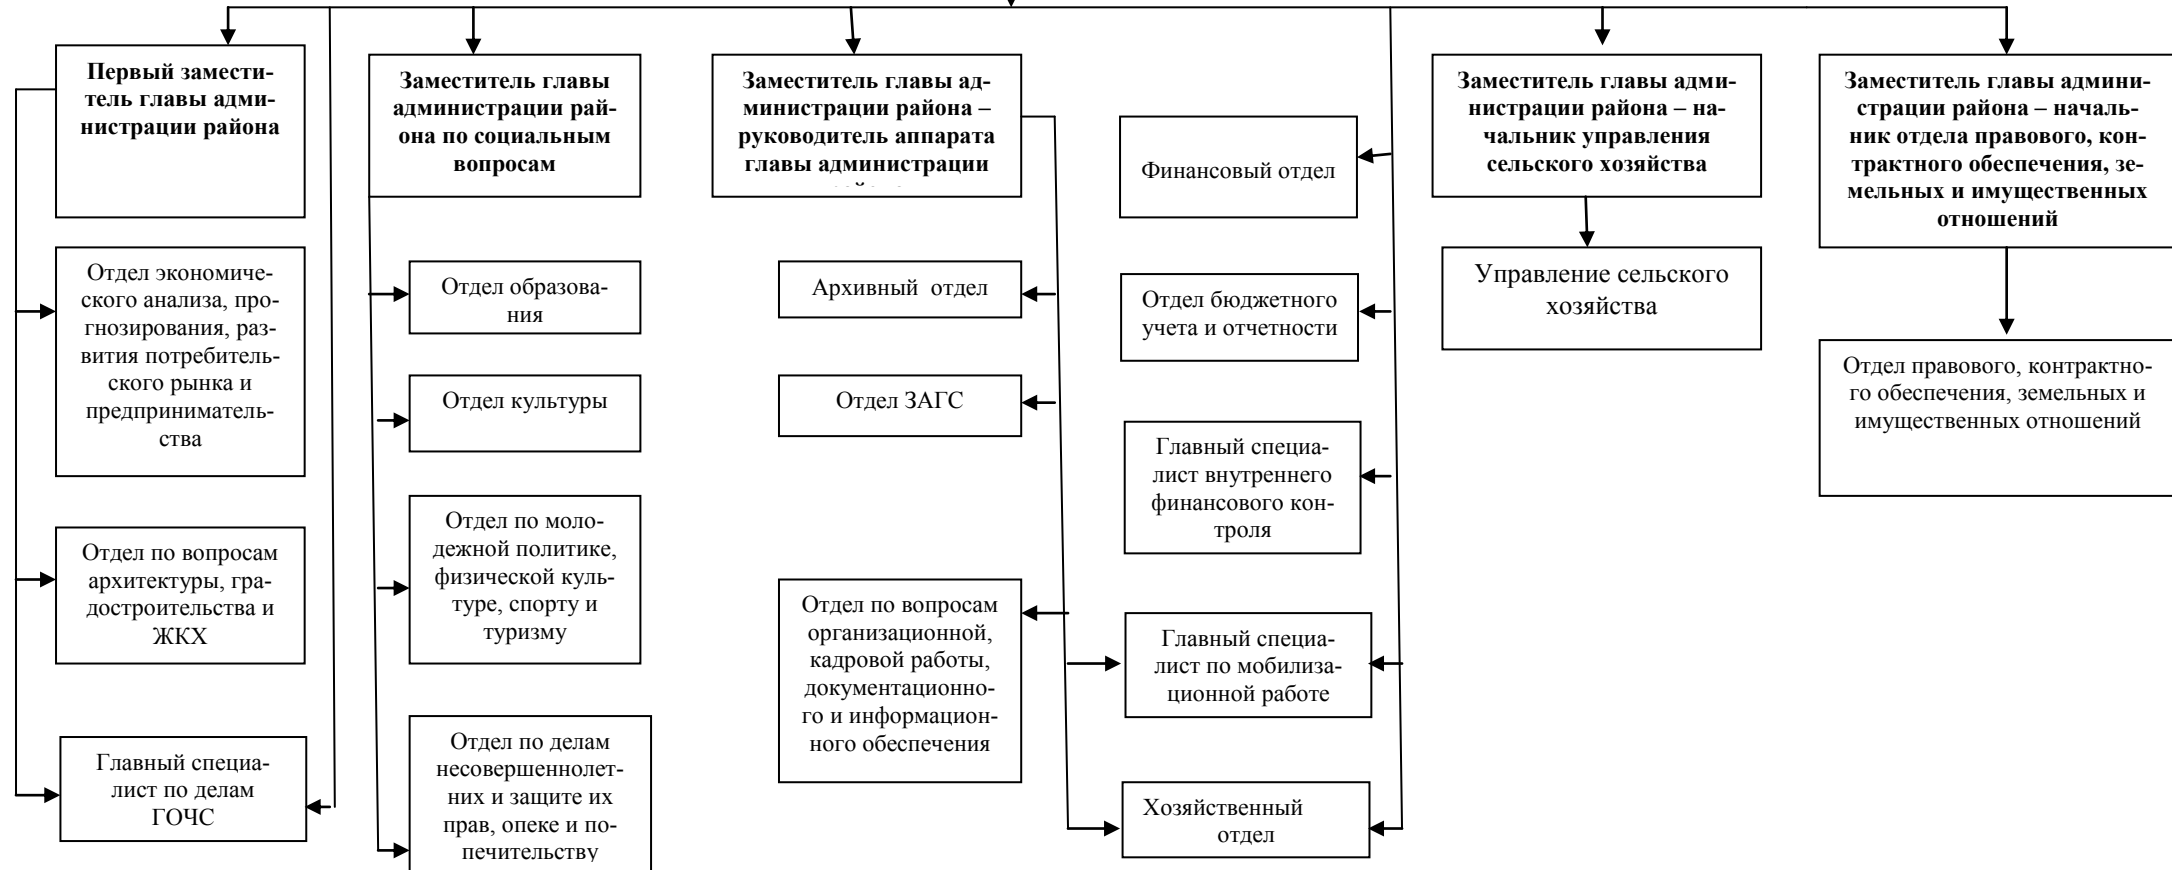 Первый замести-
тель главы адми-
нистрации района
Заместитель главы
администрации рай-
она по социальным
вопросам
Заместитель главы ад-
министрации района –
руководитель аппарата
главы администрации
Финансовый отдел
Заместитель главы адми-
нистрации района – на-
чальник управления
сельского хозяйства
Заместитель главы админи-
страции района – началь-
ник отдела правового, кон-
трактного обеспечения, зе-
мельных и имущественных
отношений
Отдел экономиче-
ского анализа, про-
гнозирования, раз-
вития потребитель-
ского рынка и
предприниматель-
ства
Отдел образова-
ния
Архивный отдел
Отдел бюджетного
учета и отчетности
Управление сельского
хозяйства
Отдел правового, контрактно-
го обеспечения, земельных и
имущественных отношений
Отдел культуры
Отдел ЗАГС
Главный специа-
лист внутреннего
финансового кон-
троля
Отдел по вопросам
архитектуры, гра-
достроительства и
ЖКХ
Отдел по моло-
дежной политике,
физической куль-
туре, спорту и
туризму
Отдел по вопросам
организационной,
кадровой работы,
документационно-
го и информацион-
ного обеспечения
Главный специа-
лист по мобилиза-
ционной работе
Главный специа-
лист по делам
ГОЧС
Отдел по делам
несовершеннолет-
них и защите их
прав, опеке и по-
печительству
Хозяйственный
отдел